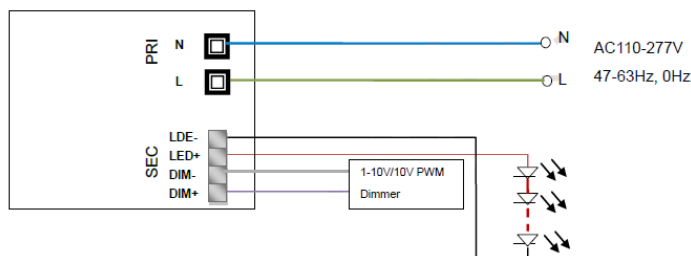 PRI
N
L
N
L
AC110-277V
47-63Hz, 0Hz
SEC
LDE-
LED+
DIM-
DIM+
1-10V/10V PWM
Dimmer